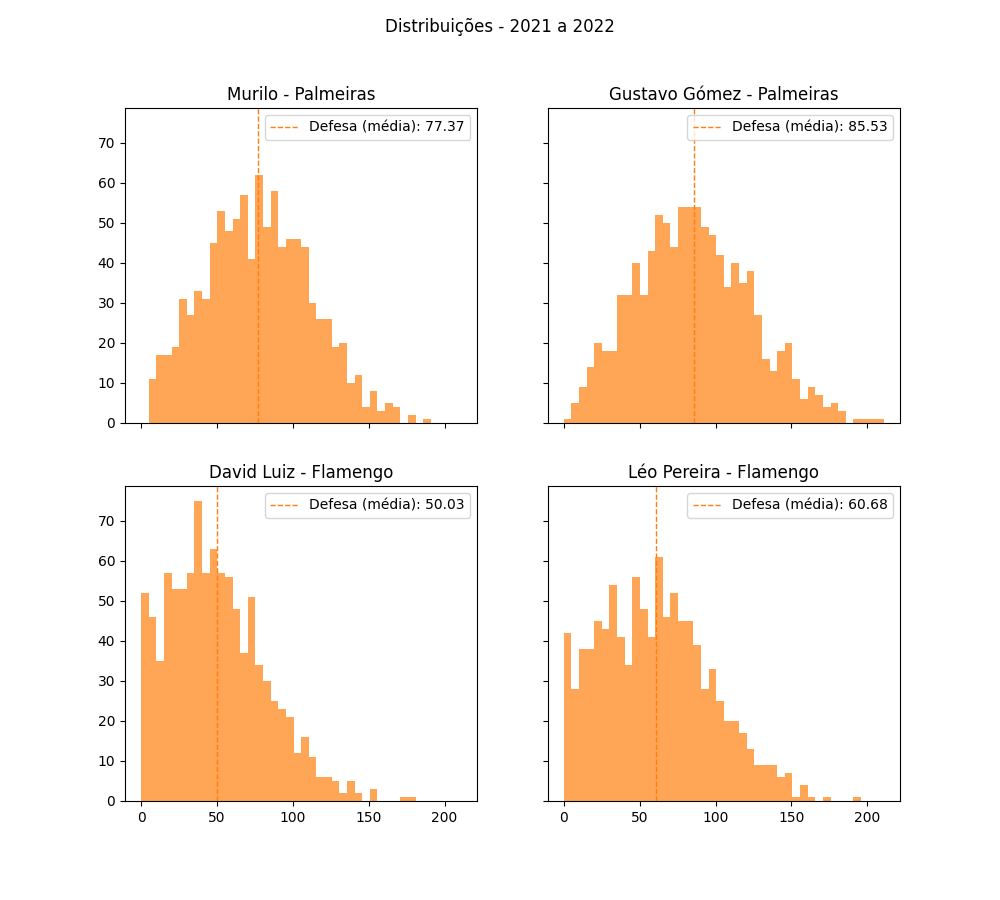 Distribuições - 2021 a 2022
Murilo - Palmeiras
Defesa (média): 77.37
70
60
50
40
30
20
10
0
Gustavo Gómez - Palmeiras
Defesa (média): 85.53
David Luiz - Flamengo
Defesa (média): 50.03
70
60
50
40
30
20
10
0
0 50 100 150 200
Léo Pereira - Flamengo
Defesa (média): 60.68
0 50 100 150 200